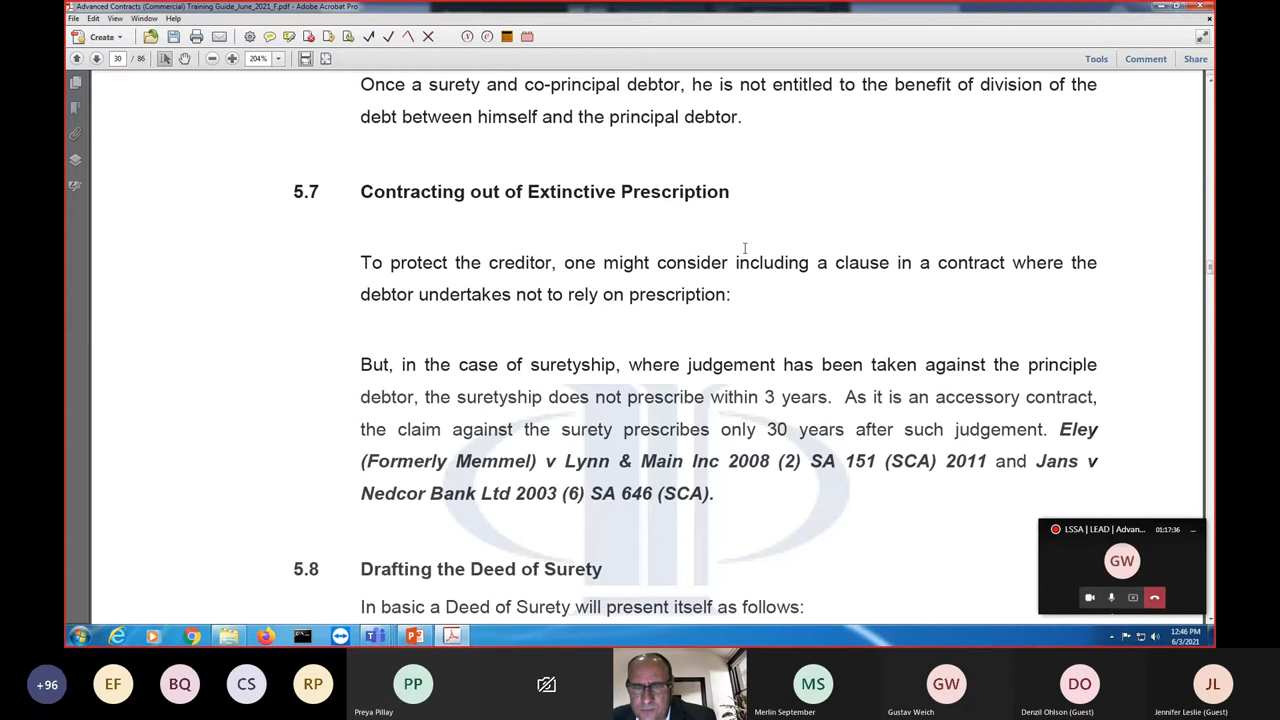 Advanced Contracts (Commercial) Training Guide_June_2021_F.pdf - Adobe Acrobat Pro
File Edit View Window Help
Create
30 / 86 204% Tools Comment Share
Once a surety and co-principal debtor, he is not entitled to the benefit of division of the
debt between himself and the principal debtor.
5.7 Contracting out of Extinctive Prescription
To protect the creditor, one might consider including a clause in a contract where the
debtor undertakes not to rely on prescription:
But, in the case of suretyship, where judgement has been taken against the principle
debtor, the suretyship does not prescribe within 3 years. As it is an accessory contract,
the claim against the surety prescribes only 30 years after such judgement. Eley
(Formerly Memmel) v Lynn & Main Inc 2008 (2) SA 151 (SCA) 2011 and Jans v
Nedcor Bank Ltd 2003 (6) SA 646 (SCA).
LSSA | LEAD | Advan... 01:17:36
GW
5.8 Drafting the Deed of Surety
In basic a Deed of Surety will present itself as follows:
12:46 PM
6/3/2021
+96 EF BQ CS RP PP MS GW DO JL
Preya Pillay Merlin September Gustav Weich Denzil Ohlson (Guest) Jennifer Leslie (Guest)